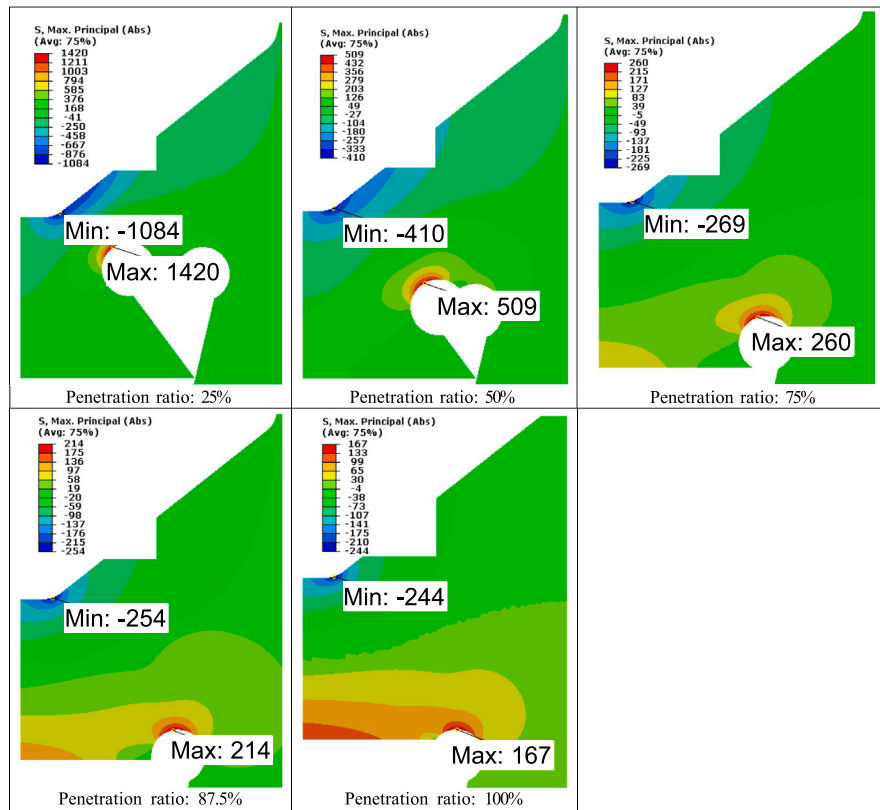 S, Max. Principal (Abs)
(Avg: 75%)
1420
1211
1003
794
585
376
168
-41
-250
-458
-667
-876
-1084
Min: -1084
Max: 1420
Penetration ratio: 25%
S, Max. Principal (Abs)
(Avg: 75%)
509
432
356
279
203
126
49
-27
-104
-180
-257
-333
-410
Min: -410
Max: 509
Penetration ratio: 50%
S, Max. Principal (Abs)
(Avg: 75%)
260
215
171
127
83
39
-5
-49
-93
-137
-181
-225
-269
Min: -269
Max: 260
Penetration ratio: 75%
S, Max. Principal (Abs)
(Avg: 75%)
214
175
136
97
58
19
-20
-59
-98
-137
-176
-215
-254
Min: -254
Max: 214
Penetration ratio: 87.5%
S, Max. Principal (Abs)
(Avg: 75%)
167
133
99
65
30
-4
-38
-73
-107
-141
-175
-210
-244
Min: -244
Max: 167
Penetration ratio: 100%